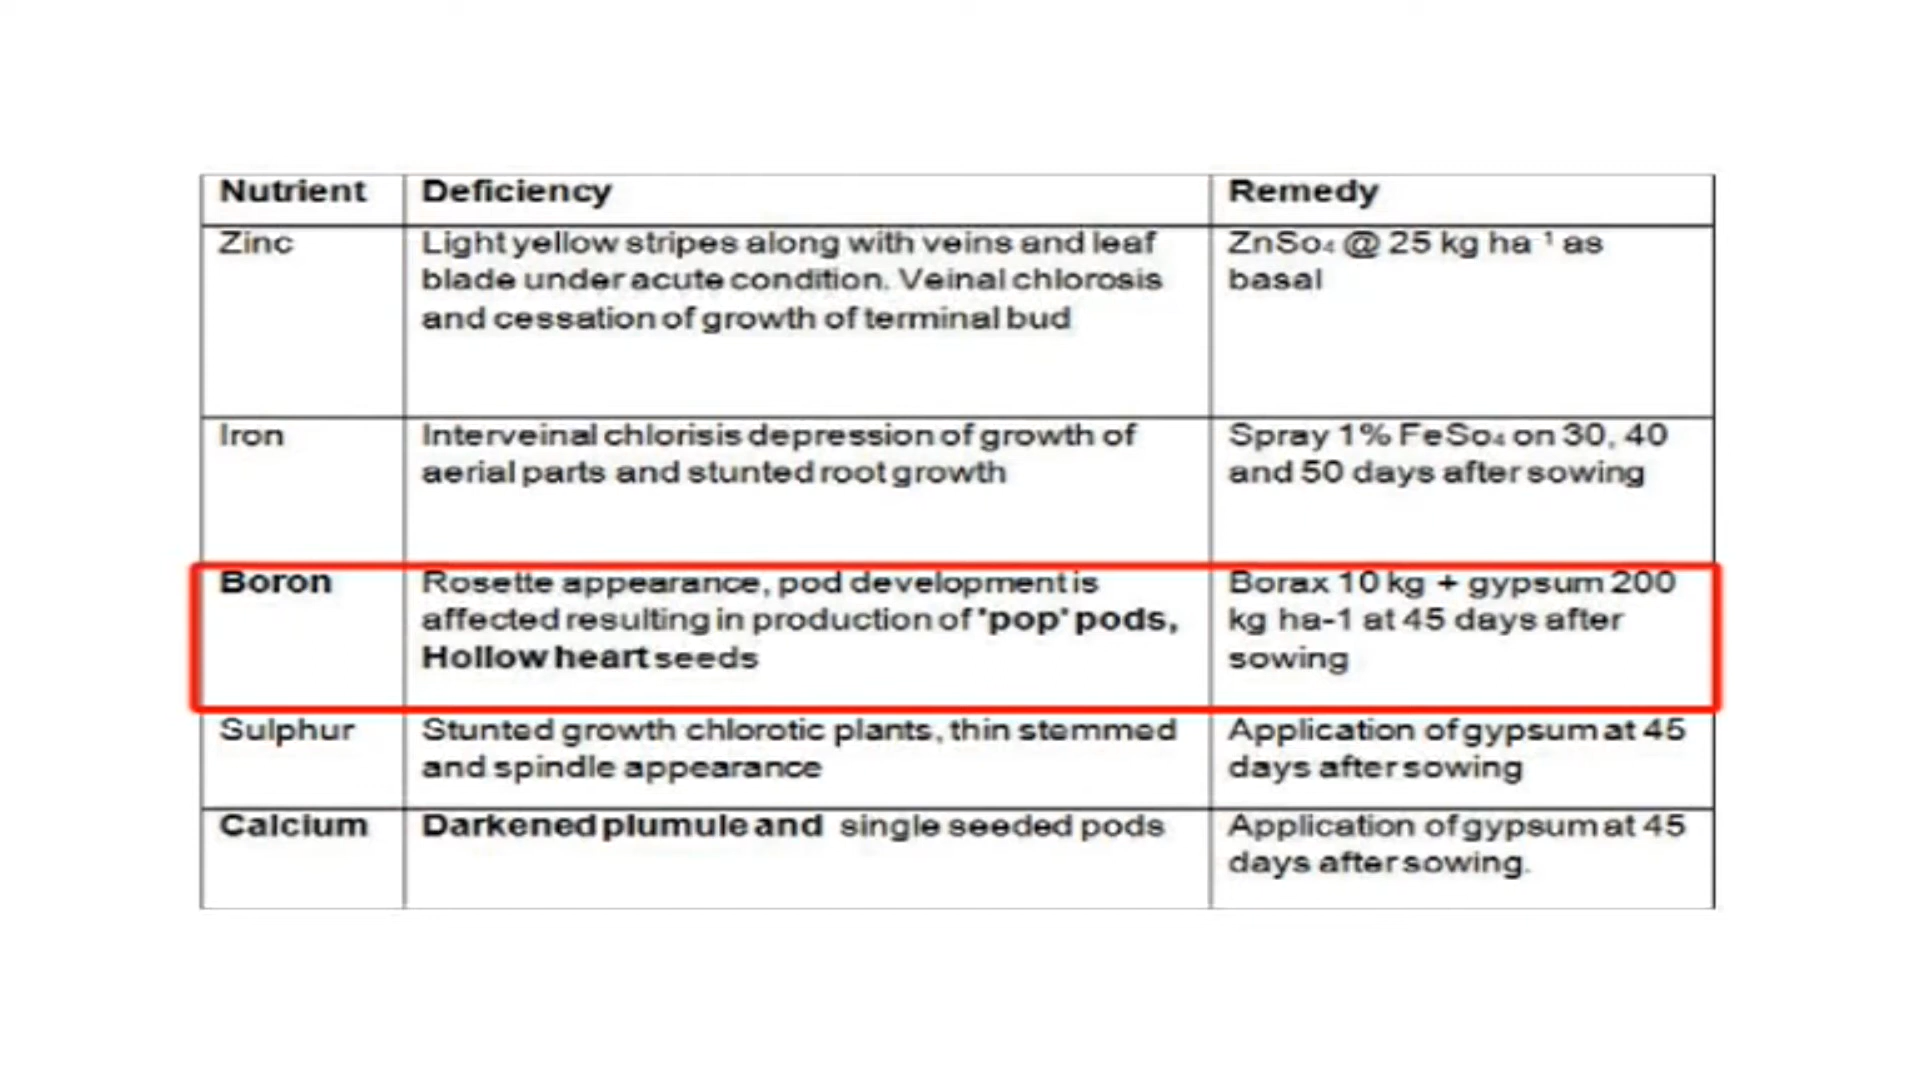 Nutrient Deficiency Remedy
Zinc
Light yellow stripes along with veins and leaf
blade under acute condition. Veinal chlorosis
and cessation of growth of terminal bud
ZnSo₄ @ 25 kg ha ¹ as
basal
Iron
Interveinal chlorisis depression of growth of
aerial parts and stunted root growth
Spray 1% FeSo₄ on 30, 40
and 50 days after sowing
Boron
Rosette appearance, pod development is
affected resulting in production of 'pop' pods,
Hollow heart seeds
Borax 10 kg + gypsum 200
kg ha-1 at 45 days after
sowing
Sulphur
Stunted growth chlorotic plants, thin stemmed
and spindle appearance
Application of gypsum at 45
days after sowing
Calcium
Darkened plumule and single seeded pods
Application of gypsum at 45
days after sowing.